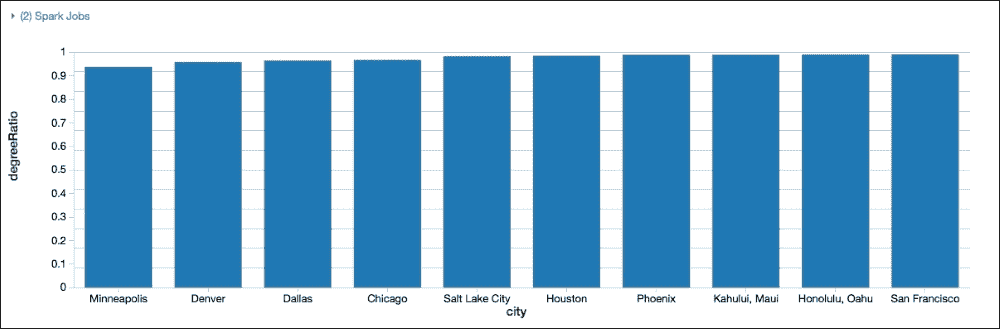 (2) Spark Jobs
degreeRatio
1
0.9
0.8
0.7
0.6
0.5
0.4
0.3
0.2
0.1
0
Minneapolis Denver Dallas Chicago Salt Lake City Houston Phoenix Kahului, Maui Honolulu, Oahu San Francisco
city